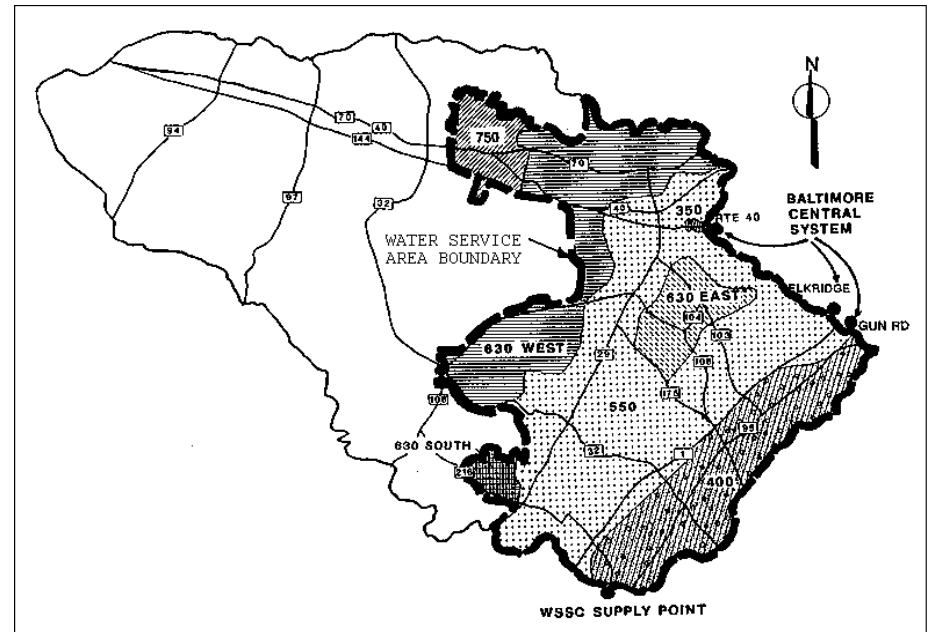 N
750
70
40
94
144
70
97
32
40
350
RTE 40
BALTIMORE
CENTRAL
SYSTEM
WATER SERVICE
AREA BOUNDARY
630 EAST
ELKRIDGE
104
GUN RD
103
630 WEST
29
108
175
108
550
95
630 SOUTH
32
1
216
400
WSSC SUPPLY POINT